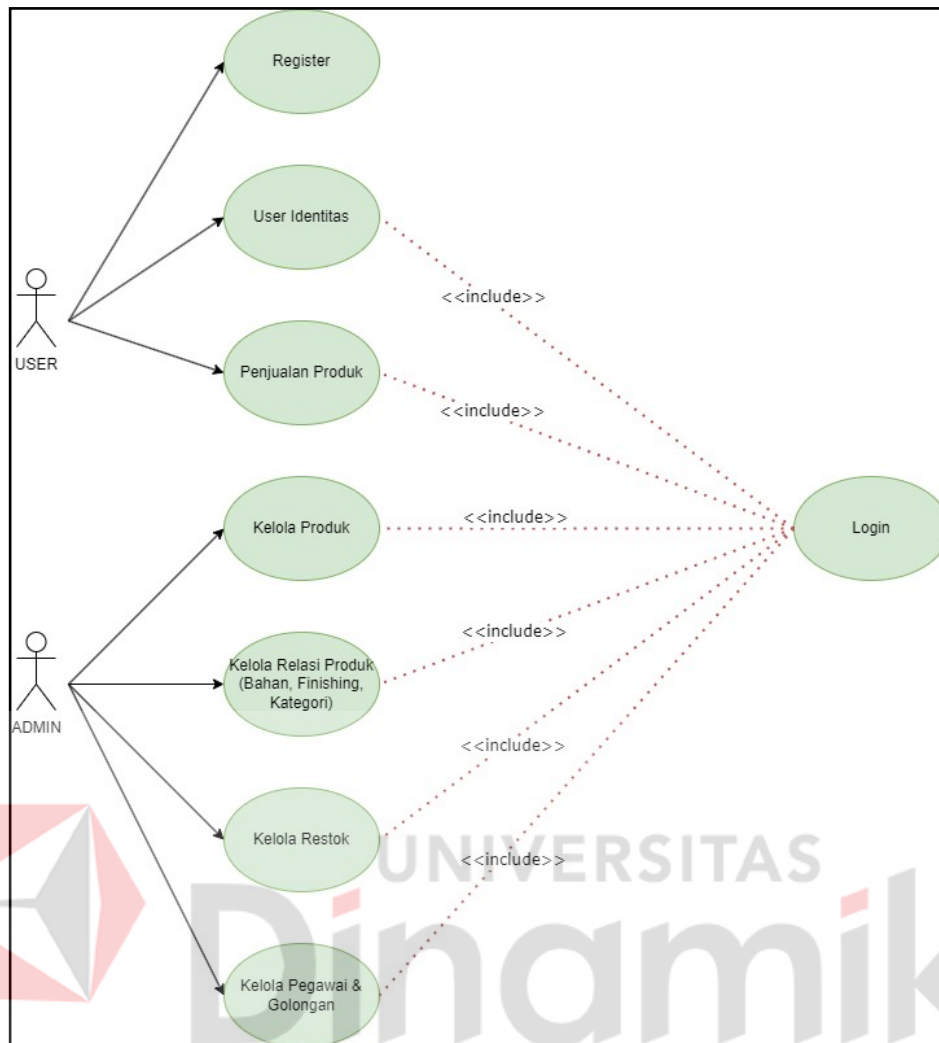 Register
User Identitas
<<include>>
USER
Penjualan Produk
<<include>>
Kelola Produk
<<include>>
Login
Kelola Relasi Produk
(Bahan, Finishing,
Kategori)
<<include>>
ADMIN
<<include>>
Kelola Restok
<<include>>
UNIVERSITAS
Dinamik
Kelola Pegawai &
Golongan